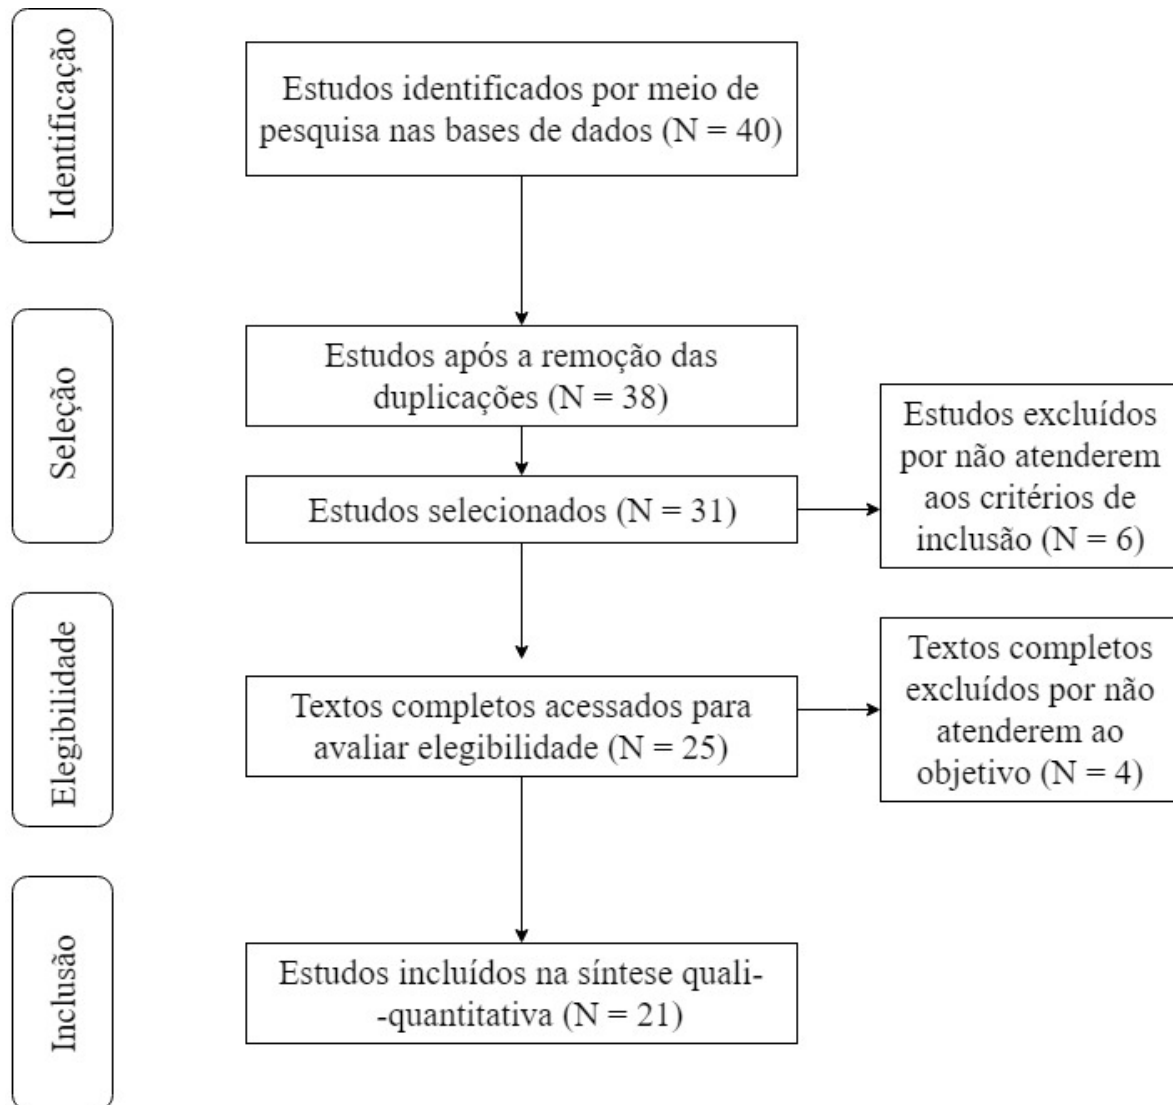 Identificação
Estudos identificados por meio de
pesquisa nas bases de dados (N = 40)
Seleção
Estudos após a remoção das
duplicações (N = 38)
Estudos selecionados (N = 31)
Estudos excluídos
por não atenderem
aos critérios de
inclusão (N = 6)
Elegibilidade
Textos completos acessados para
avaliar elegibilidade (N = 25)
Textos completos
excluídos por não
atenderem ao
objetivo (N = 4)
Inclusão
Estudos incluídos na síntese quali-
-quantitativa (N = 21)